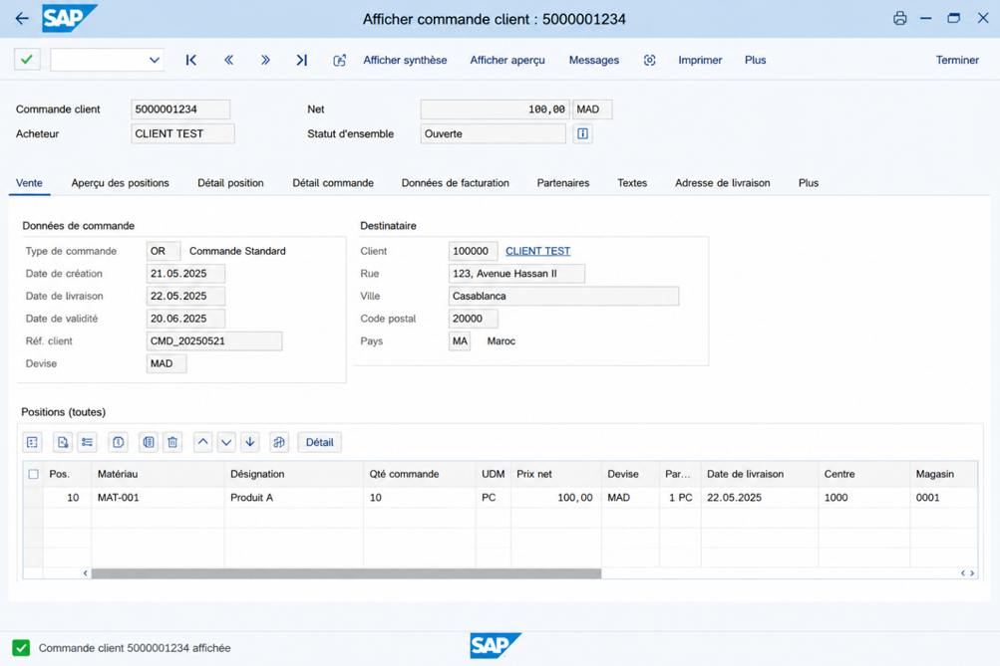 SAP
Afficher commande client : 5000001234
Afficher synthèse Afficher aperçu Messages Imprimer Plus Terminer
Commande client 5000001234 Net 100,00 MAD
Acheteur CLIENT TEST Statut d'ensemble Ouverte
Vente Aperçu des positions Détail position Détail commande Données de facturation Partenaires Textes Adresse de livraison Plus
Données de commande
Type de commande OR Commande Standard
Date de création 21.05.2025
Date de livraison 22.05.2025
Date de validité 20.06.2025
Réf. client CMD_20250521
Devise MAD
Destinataire
Client 100000 CLIENT TEST
Rue 123, Avenue Hassan II
Ville Casablanca
Code postal 20000
Pays MA Maroc
Positions (toutes)
Détail
Pos. Matériau Désignation Qté commande UDM Prix net Devise Par... Date de livraison Centre Magasin
10 MAT-001 Produit A 10 PC 100,00 MAD 1 PC 22.05.2025 1000 0001
Commande client 5000001234 affichée
SAP